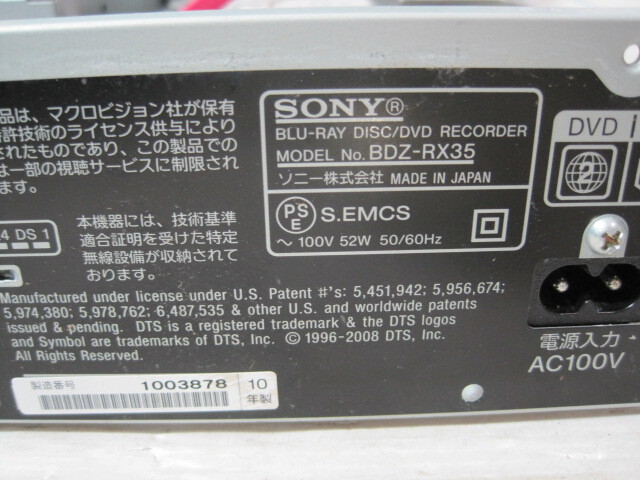 品は、マクロビジョン社が保有
許技術のライセンス供与により
されたものであり、この製品での
は一部の視聴サービスに制限され
ます。
4 DS 1
本機器には、技術基準
適合証明を受けた特定
無線設備が収納されて
おります。
SONY®
BLU-RAY DISC/DVD RECORDER
MODEL No. BDZ-RX35
ソニー株式会社 MADE IN JAPAN
PS
E
S.EMCS
～ 100V 52W 50/60Hz
DVD
2
Manufactured under license under U.S. Patent #'s: 5,451,942; 5,956,674;
5,974,380; 5,978,762; 6,487,535 & other U.S. and worldwide patents
issued & pending. DTS is a registered trademark & the DTS logos
and Symbol are trademarks of DTS, Inc. © 1996-2008 DTS, Inc.
All Rights Reserved.
電源入力
AC100V
製造番号 1003878
10
年製